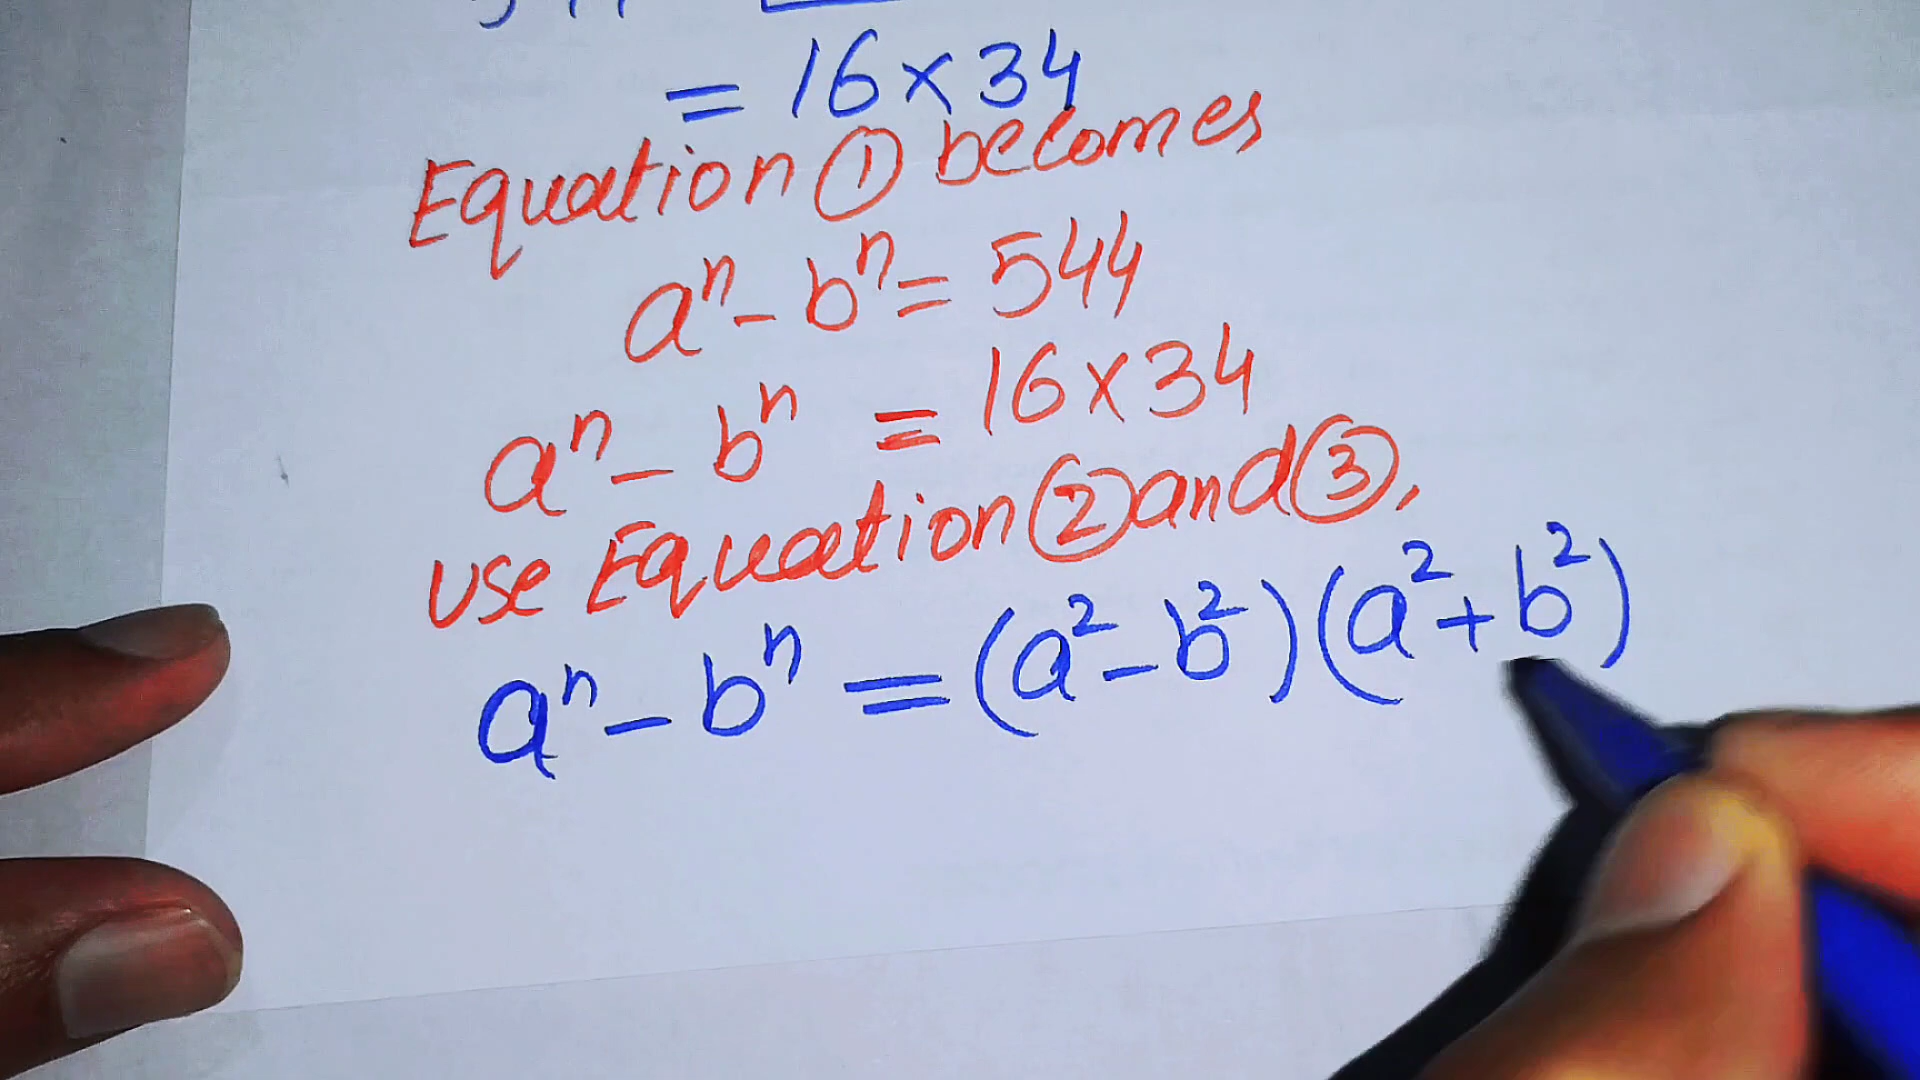 = 16 × 34
Equation ① becomes
aⁿ - bⁿ = 544
aⁿ - bⁿ = 16 × 34
use Equation ② and ③,
aⁿ - bⁿ = (a² - b²)(a² + b²)